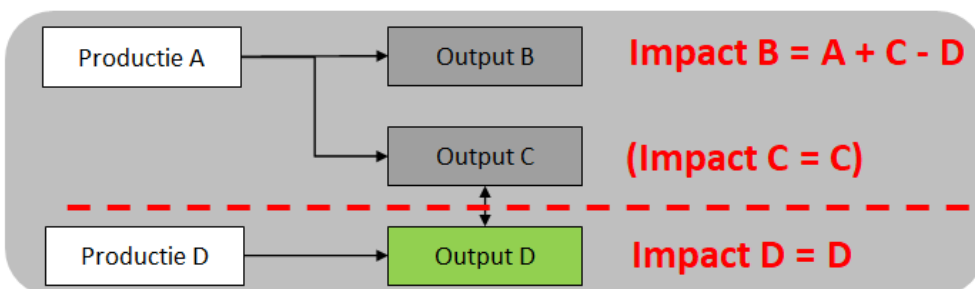 Productie A
Output B
Impact B = A + C - D
Output C
(Impact C = C)
Productie D
Output D
Impact D = D